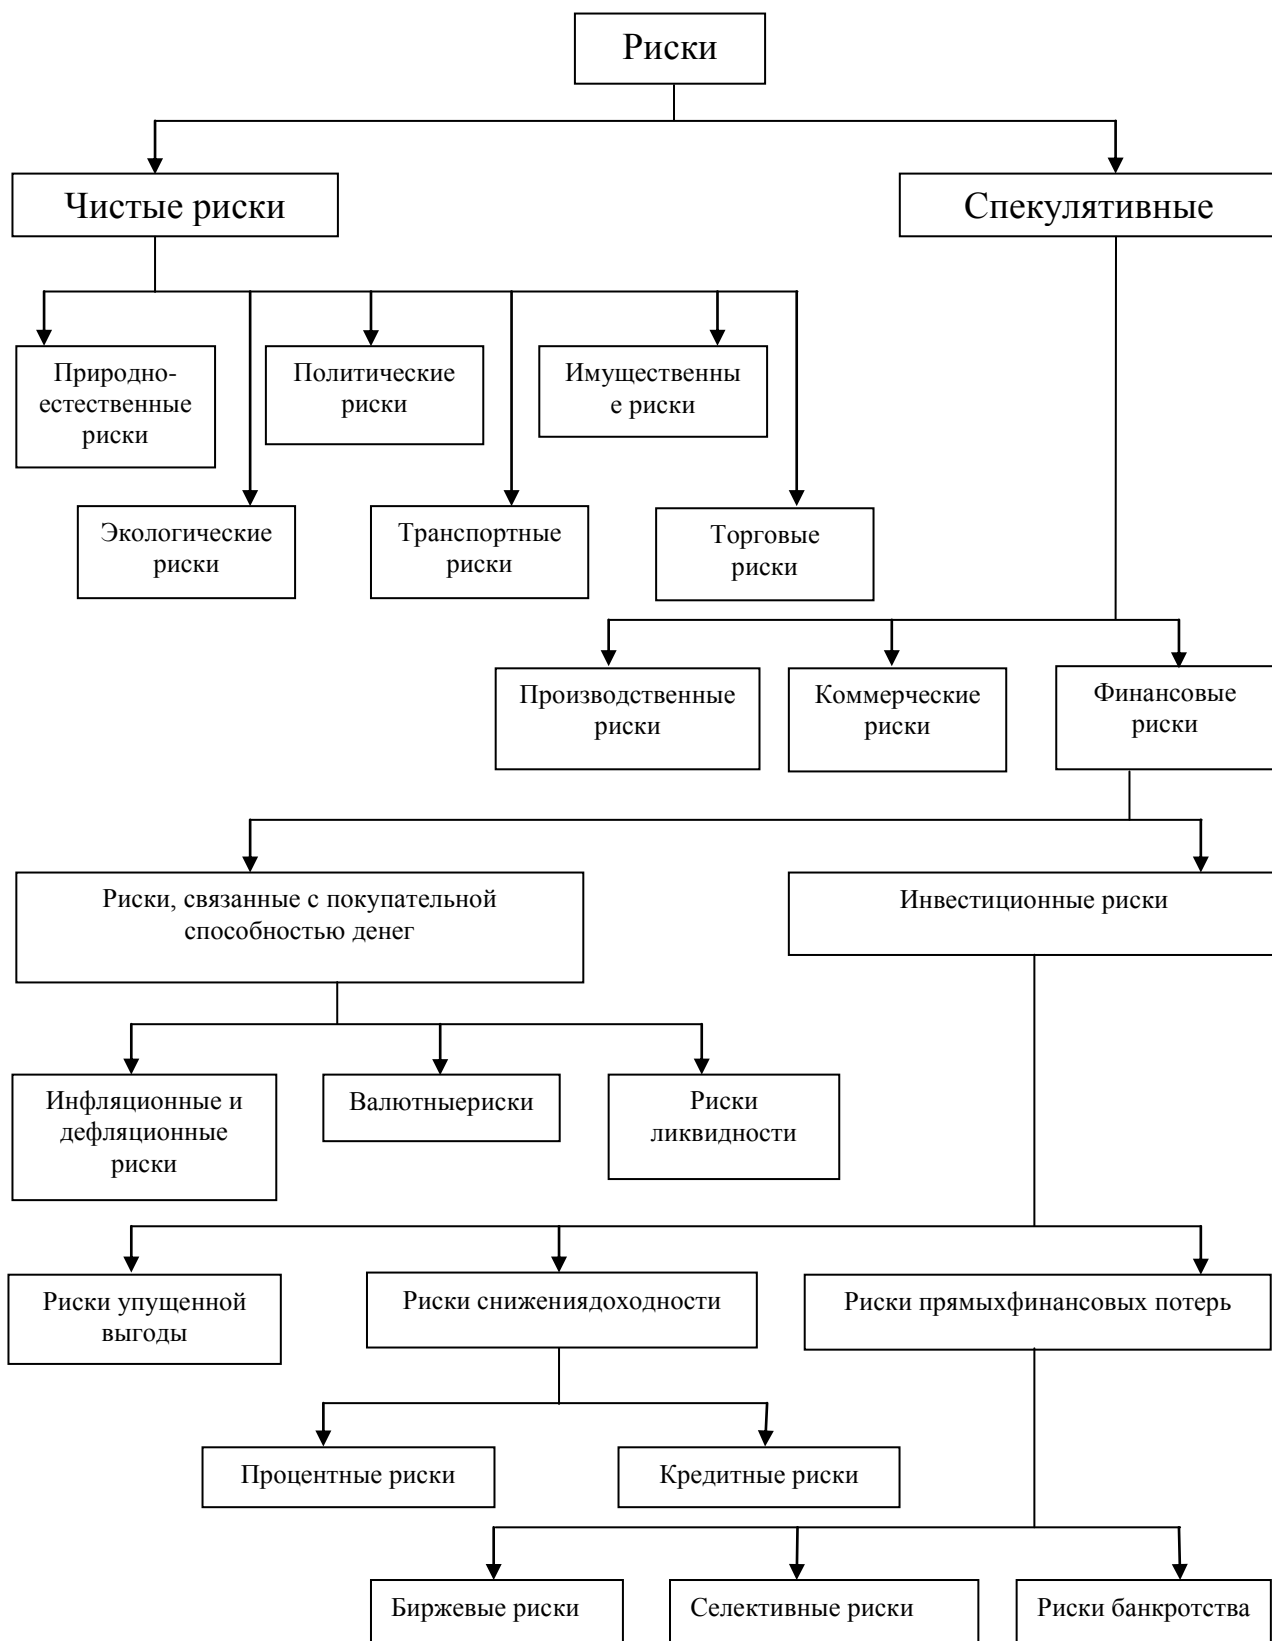 Риски
Чистые риски
Спекулятивные
Природно-
естественные
риски
Политические
риски
Имущественны
е риски
Экологические
риски
Транспортные
риски
Торговые
риски
Производственные
риски
Коммерческие
риски
Финансовые
риски
Риски, связанные с покупательной
способностью денег
Инвестиционные риски
Инфляционные и
дефляционные
риски
Валютныериски
Риски
ликвидности
Риски упущенной
выгоды
Риски снижениядоходности
Риски прямыхфинансовых потерь
Процентные риски
Кредитные риски
Биржевые риски
Селективные риски
Риски банкротства